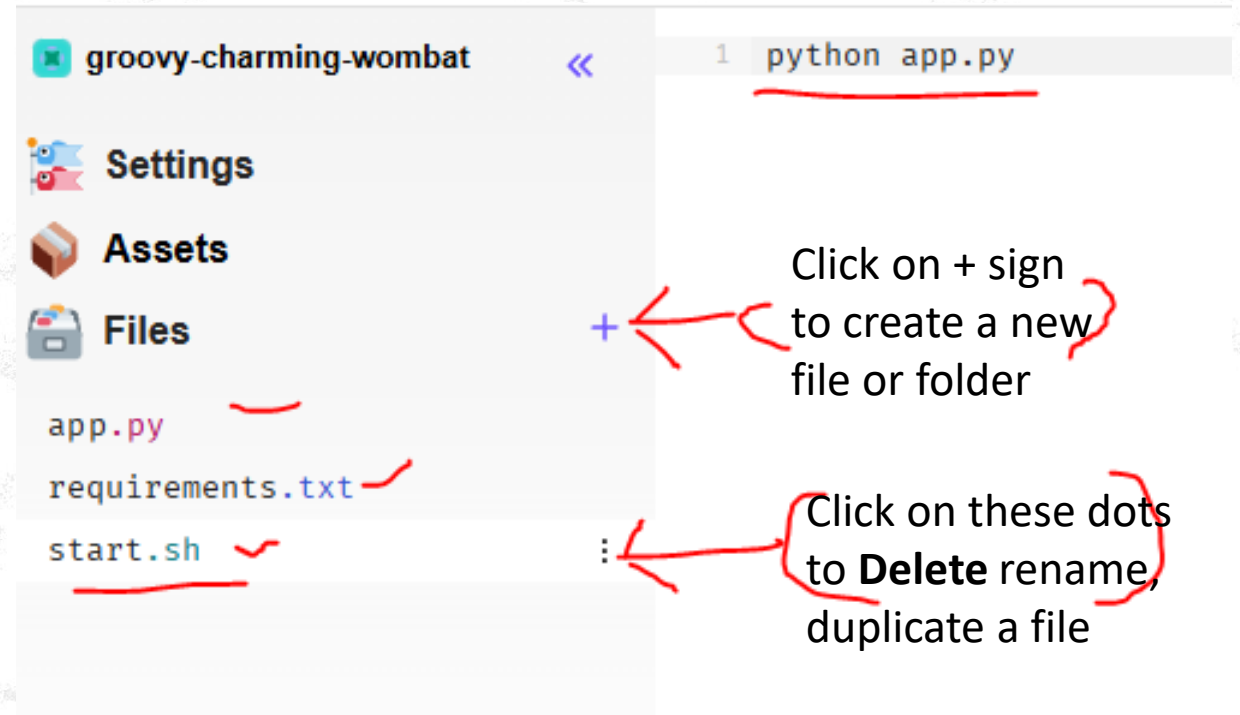 groovy-charming-wombat «
1 python app.py
Settings
Assets
Files +
app.py
requirements.txt
start.sh
Click on + sign
to create a new
file or folder
Click on these dots
to Delete rename,
duplicate a file